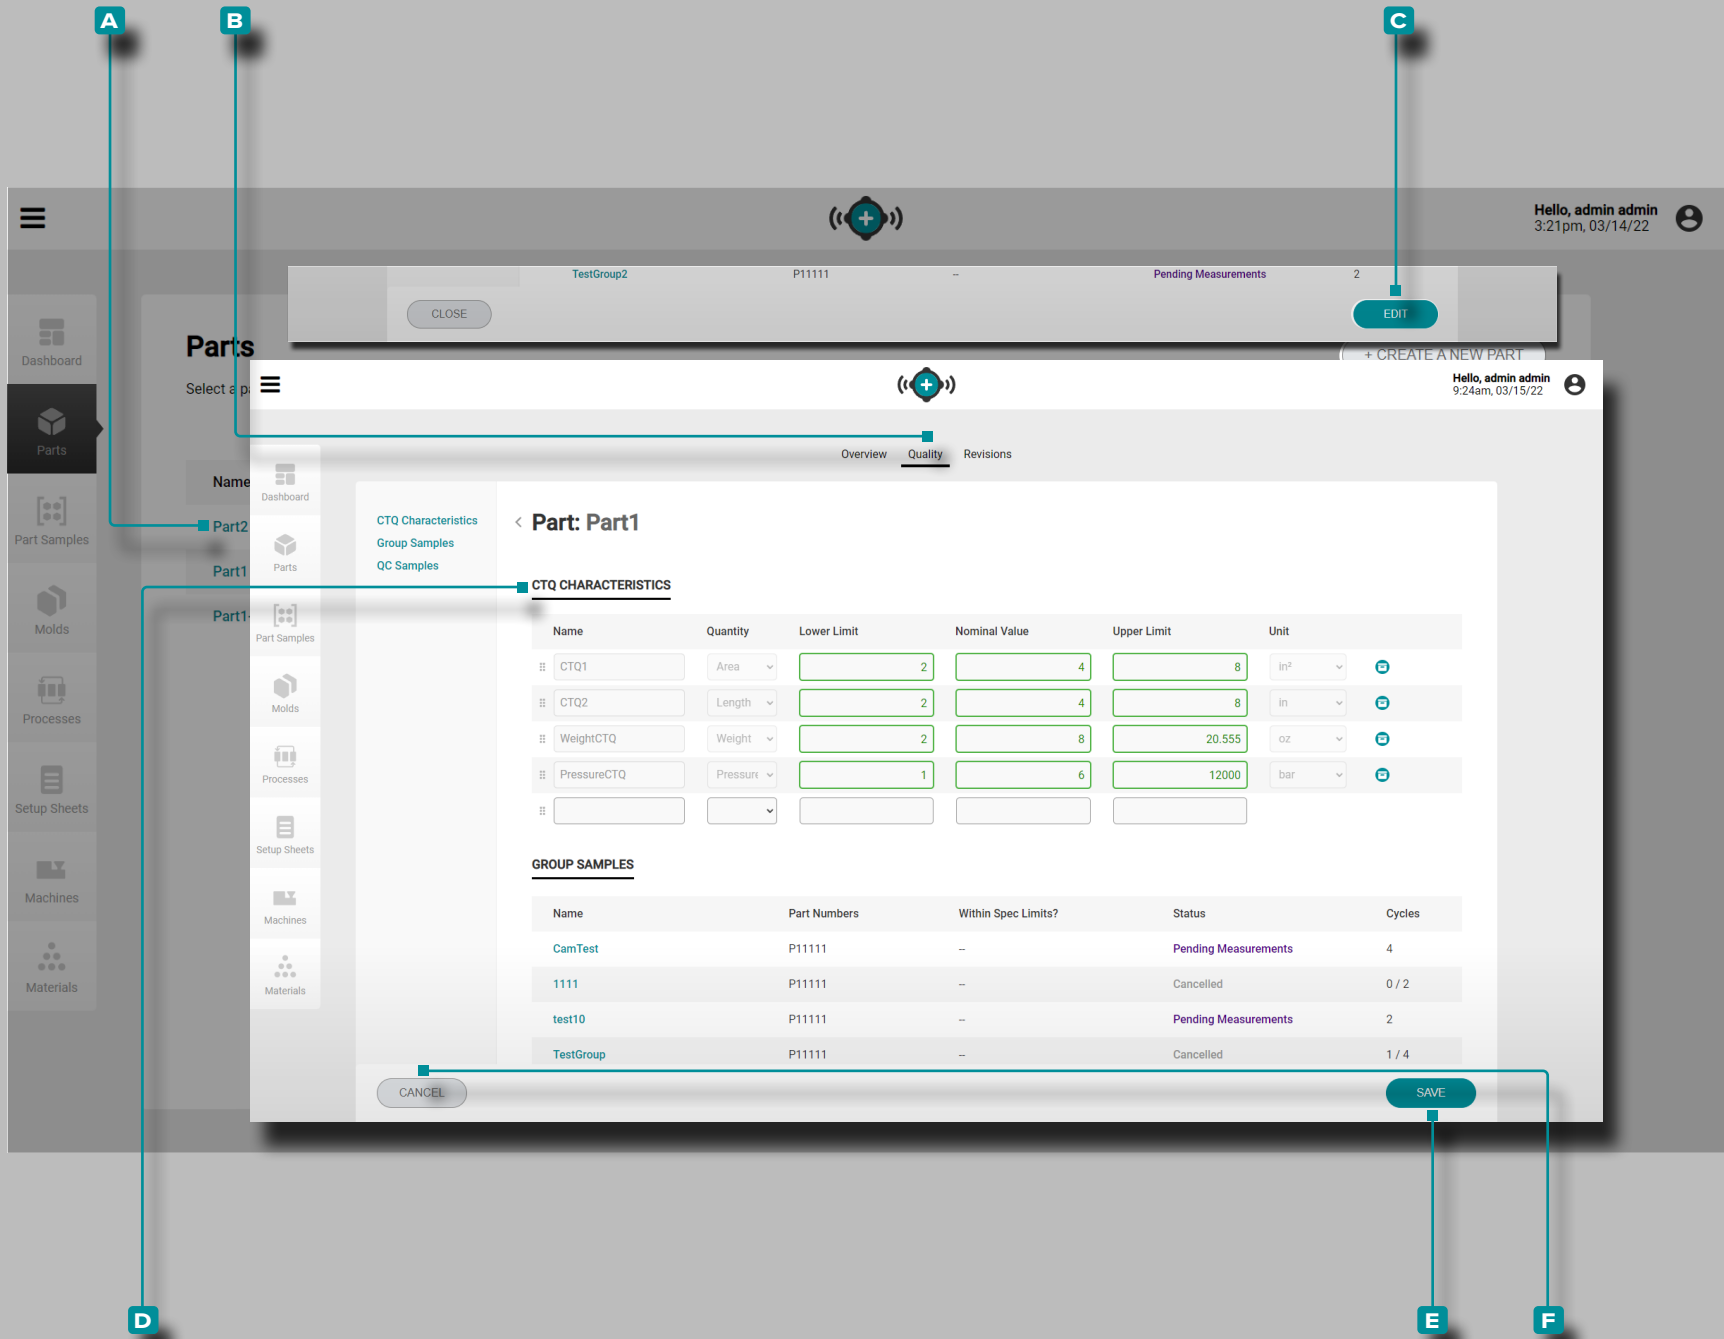 A B C
Hello, admin admin
3:21pm, 03/14/22
TestGroup2 P11111 -- Pending Measurements 2
CLOSE EDIT
Dashboard
Parts
Part Samples
Molds
Processes
Setup Sheets
Machines
Materials
Parts
+ CREATE A NEW PART
Select a pa
Name
Part2
Part1
Part1-
Hello, admin admin
9:24am, 03/15/22
Overview Quality Revisions
Dashboard
Parts
Part Samples
Molds
Processes
Setup Sheets
Machines
Materials
CTQ Characteristics
Group Samples
QC Samples
< Part: Part1
CTQ CHARACTERISTICS
Name Quantity Lower Limit Nominal Value Upper Limit Unit
CTQ1 Area 2 4 8 in²
CTQ2 Length 2 4 8 in
WeightCTQ Weight 2 8 20.555 oz
PressureCTQ Pressure 1 6 12000 bar
GROUP SAMPLES
Name Part Numbers Within Spec Limits? Status Cycles
CamTest P11111 -- Pending Measurements 4
1111 P11111 -- Cancelled 0 / 2
test10 P11111 -- Pending Measurements 2
TestGroup P11111 -- Cancelled 1 / 4
CANCEL SAVE
D E F